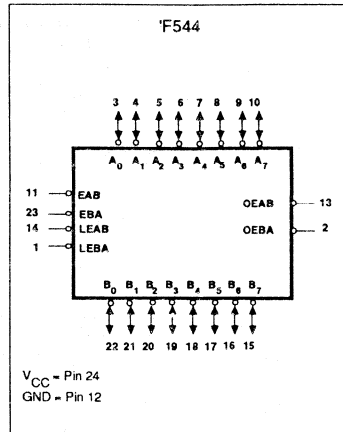 'F544
3 4 5 6 7 8 9 10
A0 A1 A2 A3 A4 A5 A6 A7
11 EAB
23 EBA
14 LEAB
1 LEBA
OEAB 13
OEBA 2
B0 B1 B2 B3 B4 B5 B6 B7
22 21 20 19 18 17 16 15
VCC = Pin 24
GND = Pin 12